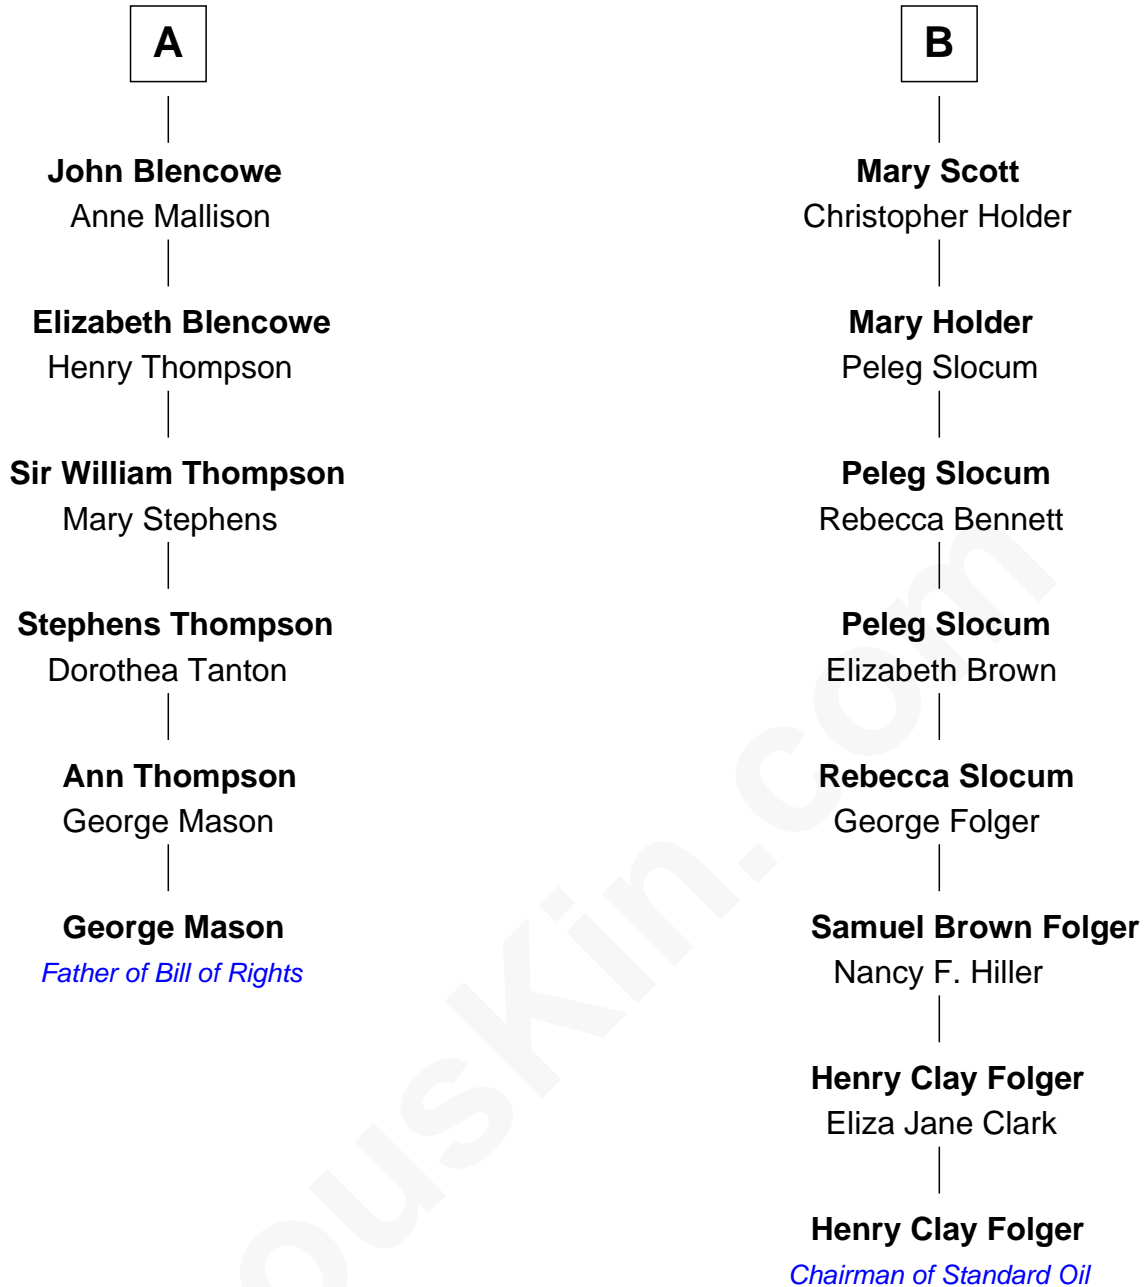 A
John Blencowe
Anne Mallison
Elizabeth Blencowe
Henry Thompson
Sir William Thompson
Mary Stephens
Stephens Thompson
Dorothea Tanton
Ann Thompson
George Mason
George Mason
Father of Bill of Rights
B
Mary Scott
Christopher Holder
Mary Holder
Peleg Slocum
Peleg Slocum
Rebecca Bennett
Peleg Slocum
Elizabeth Brown
Rebecca Slocum
George Folger
Samuel Brown Folger
Nancy F. Hiller
Henry Clay Folger
Eliza Jane Clark
Henry Clay Folger
Chairman of Standard Oil
ousKin.com